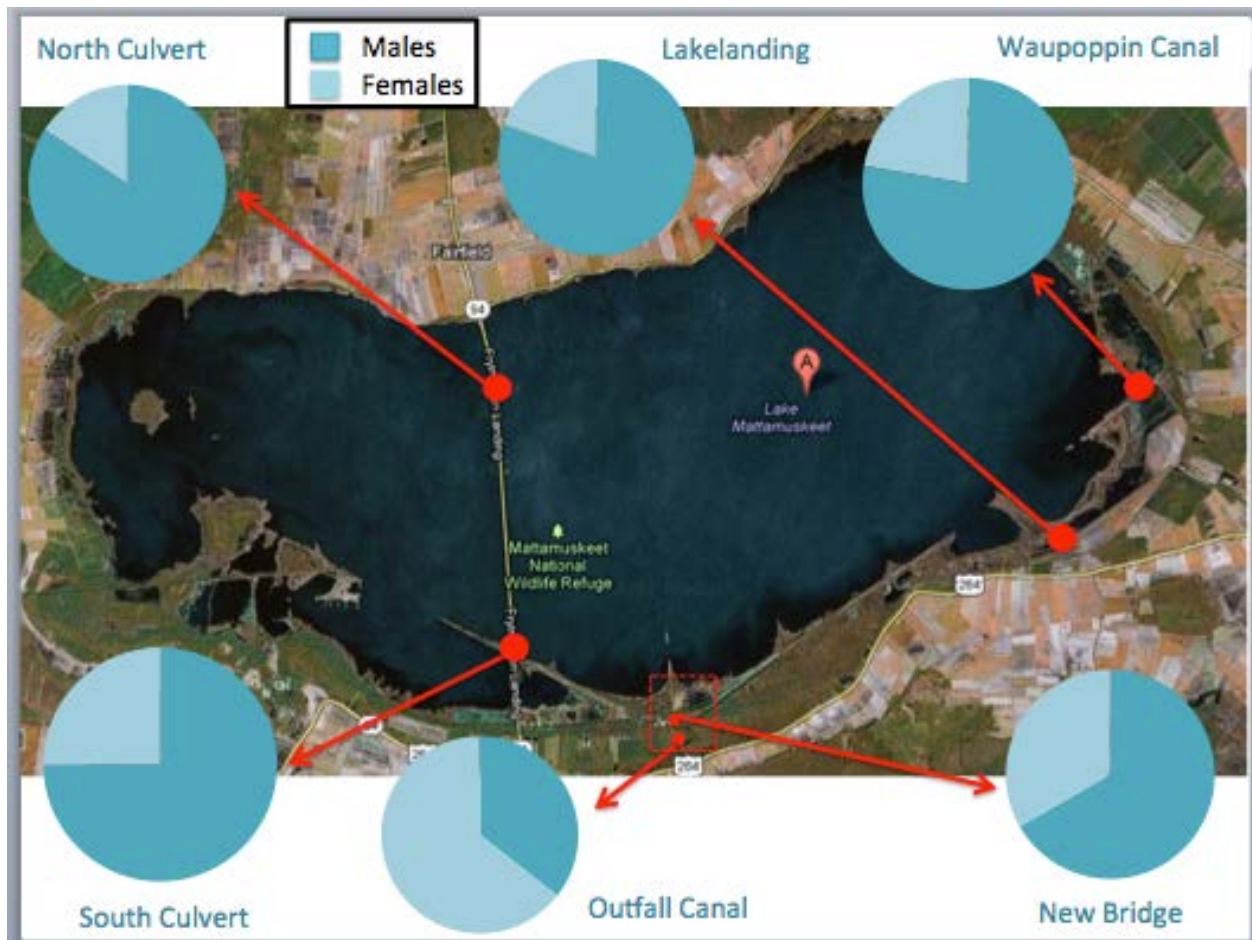 North Culvert
Males
Females
Lakelanding
Waupoppin Canal
Fairfield
94
A
Lake
Mattamuskeet
Mattamuskeet
National
Wildlife Refuge
264
264
South Culvert
Outfall Canal
New Bridge